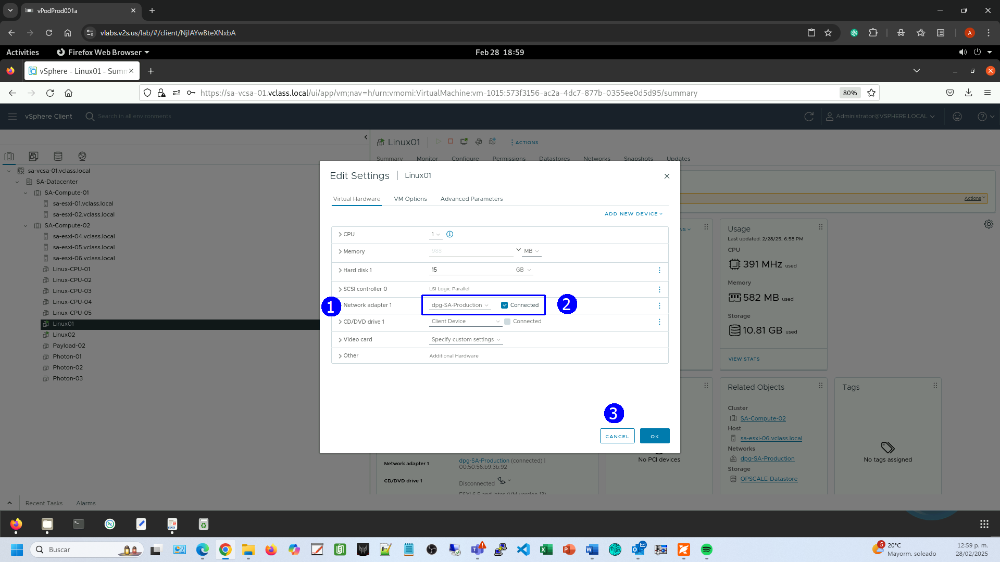 vPodProd001a
vlabs.v2s.us/lab/#/client/NjIAYwBteXNxbA
A
Activities
Firefox Web Browser
Feb 28 18:59
vSphere - Linux01 - Sum
https://sa-vcsa-01.vclass.local/ui/app/vm;nav=h/urn:vmomi:VirtualMachine:vm-1015:573f3156-ac2a-4dc7-877b-0355ee0d5d95/summary
80%
vSphere Client
Search in all environments
Administrator@VSPHERE.LOCAL
Linux01
ACTIONS
Summary Monitor Configure Permissions Datastores Networks Snapshots Updates
sa-vcsa-01.vclass.local
SA-Datacenter
SA-Compute-01
sa-esxi-01.vclass.local
sa-esxi-02.vclass.local
SA-Compute-02
sa-esxi-04.vclass.local
sa-esxi-05.vclass.local
sa-esxi-06.vclass.local
Linux-CPU-01
Linux-CPU-02
Linux-CPU-03
Linux-CPU-04
Linux-CPU-05
Linux01
Linux02
Payload-02
Photon-01
Photon-02
Photon-03
Edit Settings | Linux01
Virtual Hardware VM Options Advanced Parameters
ADD NEW DEVICE
CPU 1
Memory 988 MB
Hard disk 1 15 GB
SCSI controller 0 LSI Logic Parallel
1 Network adapter 1 dpg-SA-Production Connected 2
CD/DVD drive 1 Client Device Connected
Video card Specify custom settings
Other Additional Hardware
3
CANCEL OK
Actions
NS
Usage
Last updated: 2/28/25, 6:58 PM
CPU
391 MHz used
Memory
582 MB used
Storage
10.81 GB used
VIEW STATS
Related Objects
Cluster
SA-Compute-02
Host
sa-esxi-06.vclass.local
Networks
dpg-SA-Production
Storage
OPSCALE-Datastore
Tags
No tags assigned
No PCI devices
Network adapter 1 dpg-SA-Production (connected) |
00:50:56:b9:3b:92
CD/DVD drive 1 Disconnected
ESXi 6.5 and later (VM version 13)
Recent Tasks Alarms
Buscar
5
20°C
Mayorm. soleado
12:59 p. m.
28/02/2025